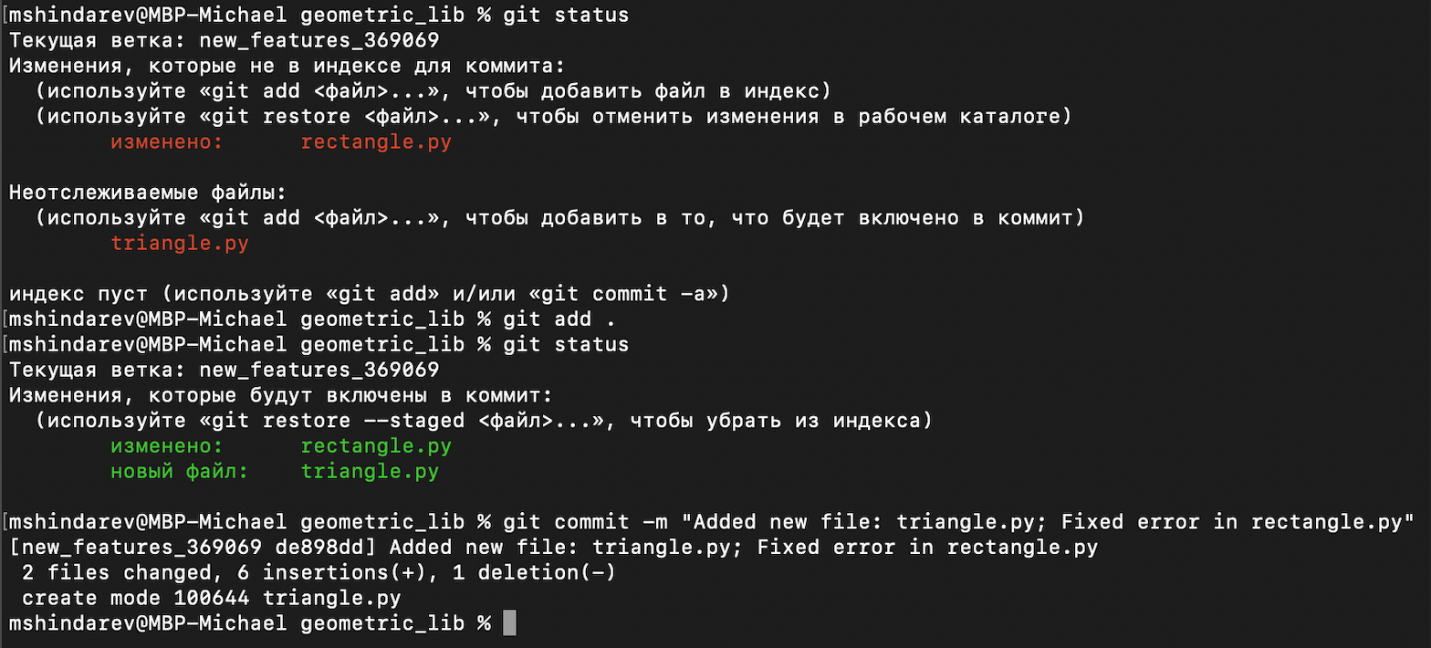 [mshindarev@MBP-Michael geometric_lib % git status
Текущая ветка: new_features_369069
Изменения, которые не в индексе для коммита:
  (используйте «git add <файл>...», чтобы добавить файл в индекс)
  (используйте «git restore <файл>...», чтобы отменить изменения в рабочем каталоге)
        изменено:      rectangle.py

Неотслеживаемые файлы:
  (используйте «git add <файл>...», чтобы добавить в то, что будет включено в коммит)
        triangle.py

индекс пуст (используйте «git add» и/или «git commit -a»)
[mshindarev@MBP-Michael geometric_lib % git add .
[mshindarev@MBP-Michael geometric_lib % git status
Текущая ветка: new_features_369069
Изменения, которые будут включены в коммит:
  (используйте «git restore --staged <файл>...», чтобы убрать из индекса)
        изменено:      rectangle.py
        новый файл:    triangle.py

[mshindarev@MBP-Michael geometric_lib % git commit -m "Added new file: triangle.py; Fixed error in rectangle.py"
[new_features_369069 de898dd] Added new file: triangle.py; Fixed error in rectangle.py
 2 files changed, 6 insertions(+), 1 deletion(-)
 create mode 100644 triangle.py
mshindarev@MBP-Michael geometric_lib %